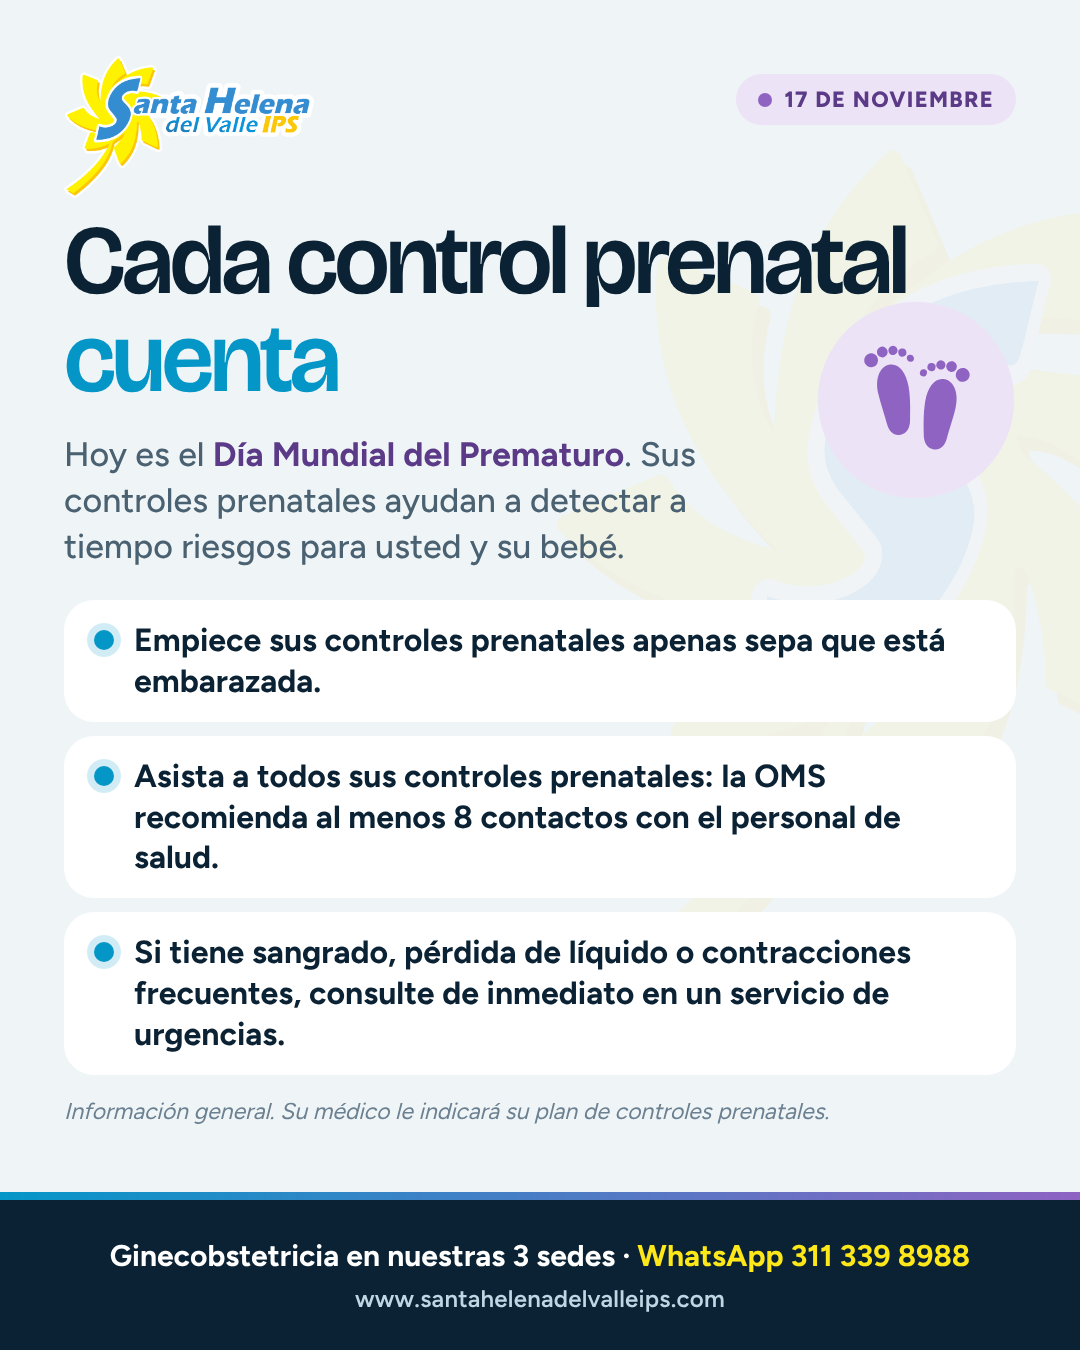 Santa Helena
del Valle IPS
17 DE NOVIEMBRE
Cada control prenatal
cuenta
Hoy es el Día Mundial del Prematuro. Sus
controles prenatales ayudan a detectar a
tiempo riesgos para usted y su bebé.
Empiece sus controles prenatales apenas sepa que está
embarazada.
Asista a todos sus controles prenatales: la OMS
recomienda al menos 8 contactos con el personal de
salud.
Si tiene sangrado, pérdida de líquido o contracciones
frecuentes, consulte de inmediato en un servicio de
urgencias.
Información general. Su médico le indicará su plan de controles prenatales.
Ginecobstetricia en nuestras 3 sedes · WhatsApp 311 339 8988
www.santahelenadelvalleips.com